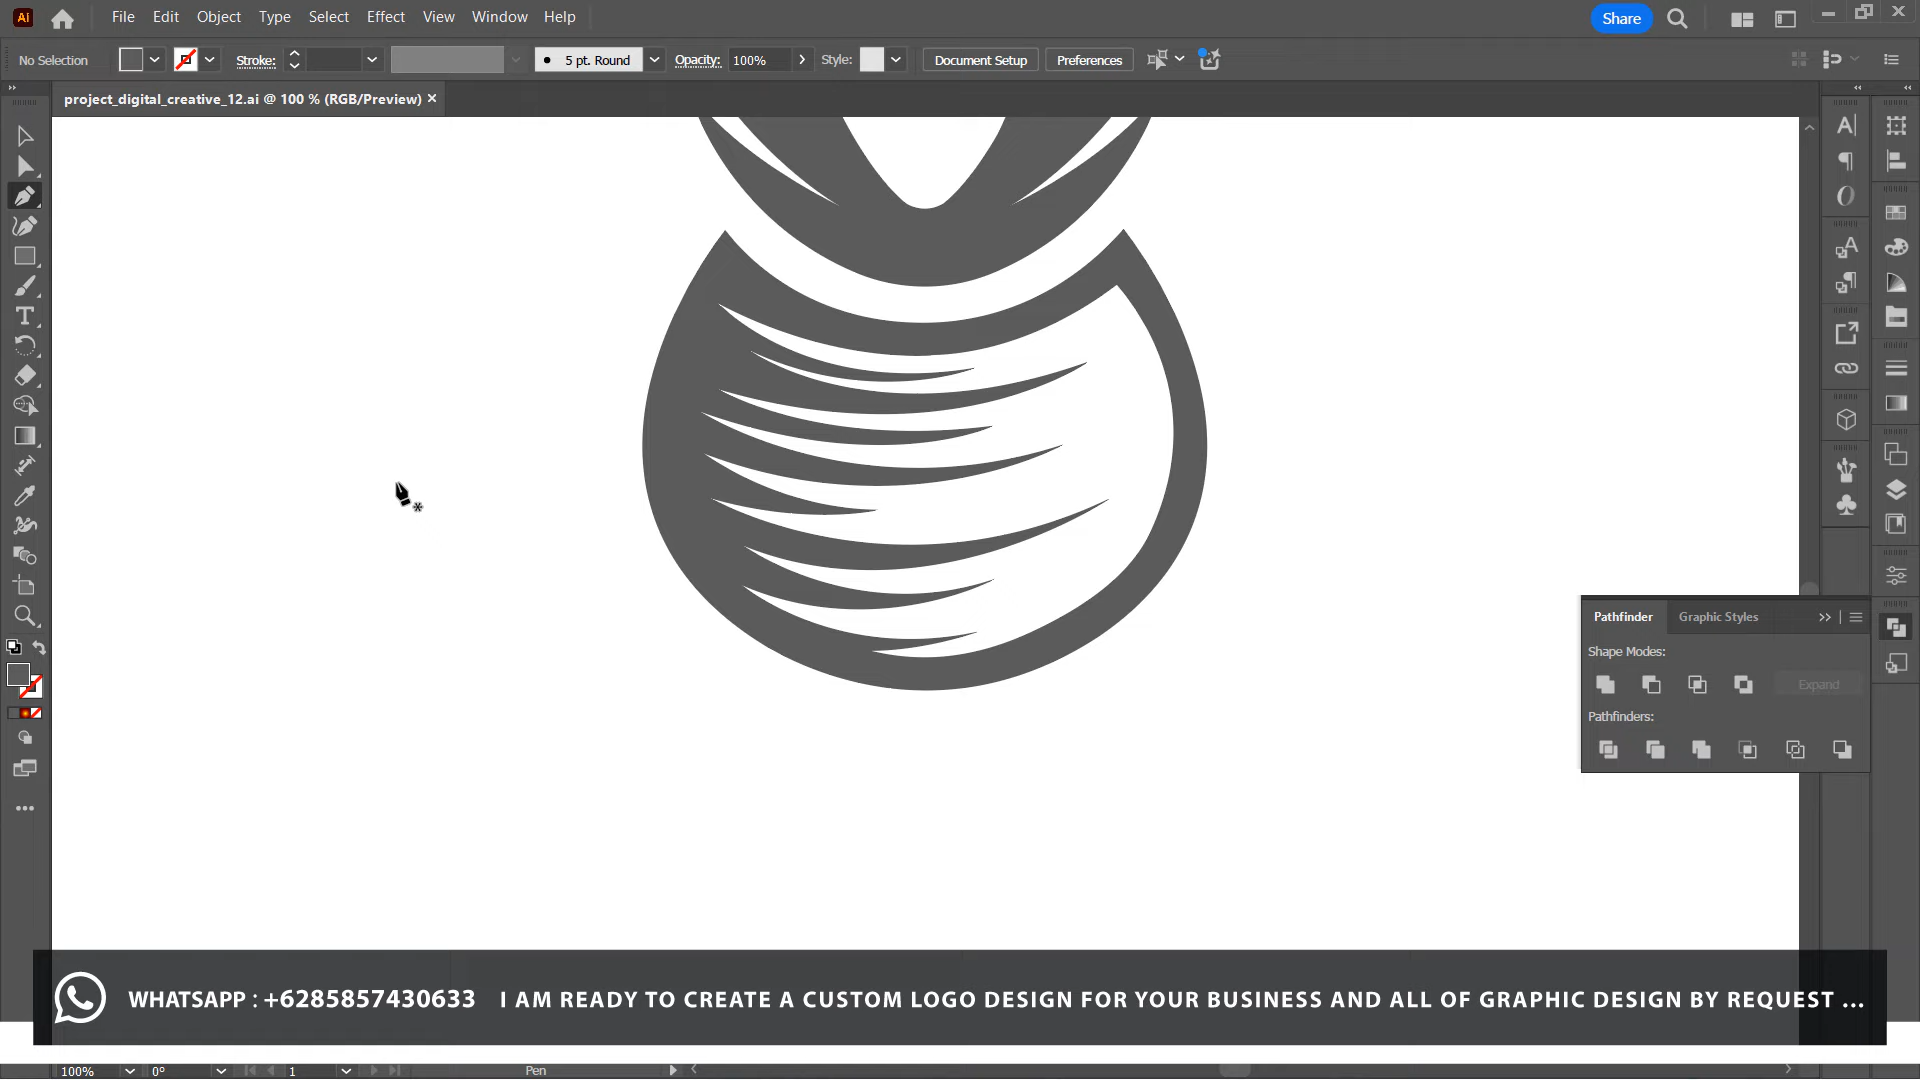 Ai File Edit Object Type Select Effect View Window Help Share
No Selection Stroke: 5 pt. Round Opacity: 100% Style: Document Setup Preferences
project_digital_creative_12.ai @ 100 % (RGB/Preview)
Pathfinder Graphic Styles
Shape Modes:
Expand
Pathfinders:
WHATSAPP : +6285857430633 I AM READY TO CREATE A CUSTOM LOGO DESIGN FOR YOUR BUSINESS AND ALL OF GRAPHIC DESIGN BY REQUEST ...
100% 0° 1 Pen